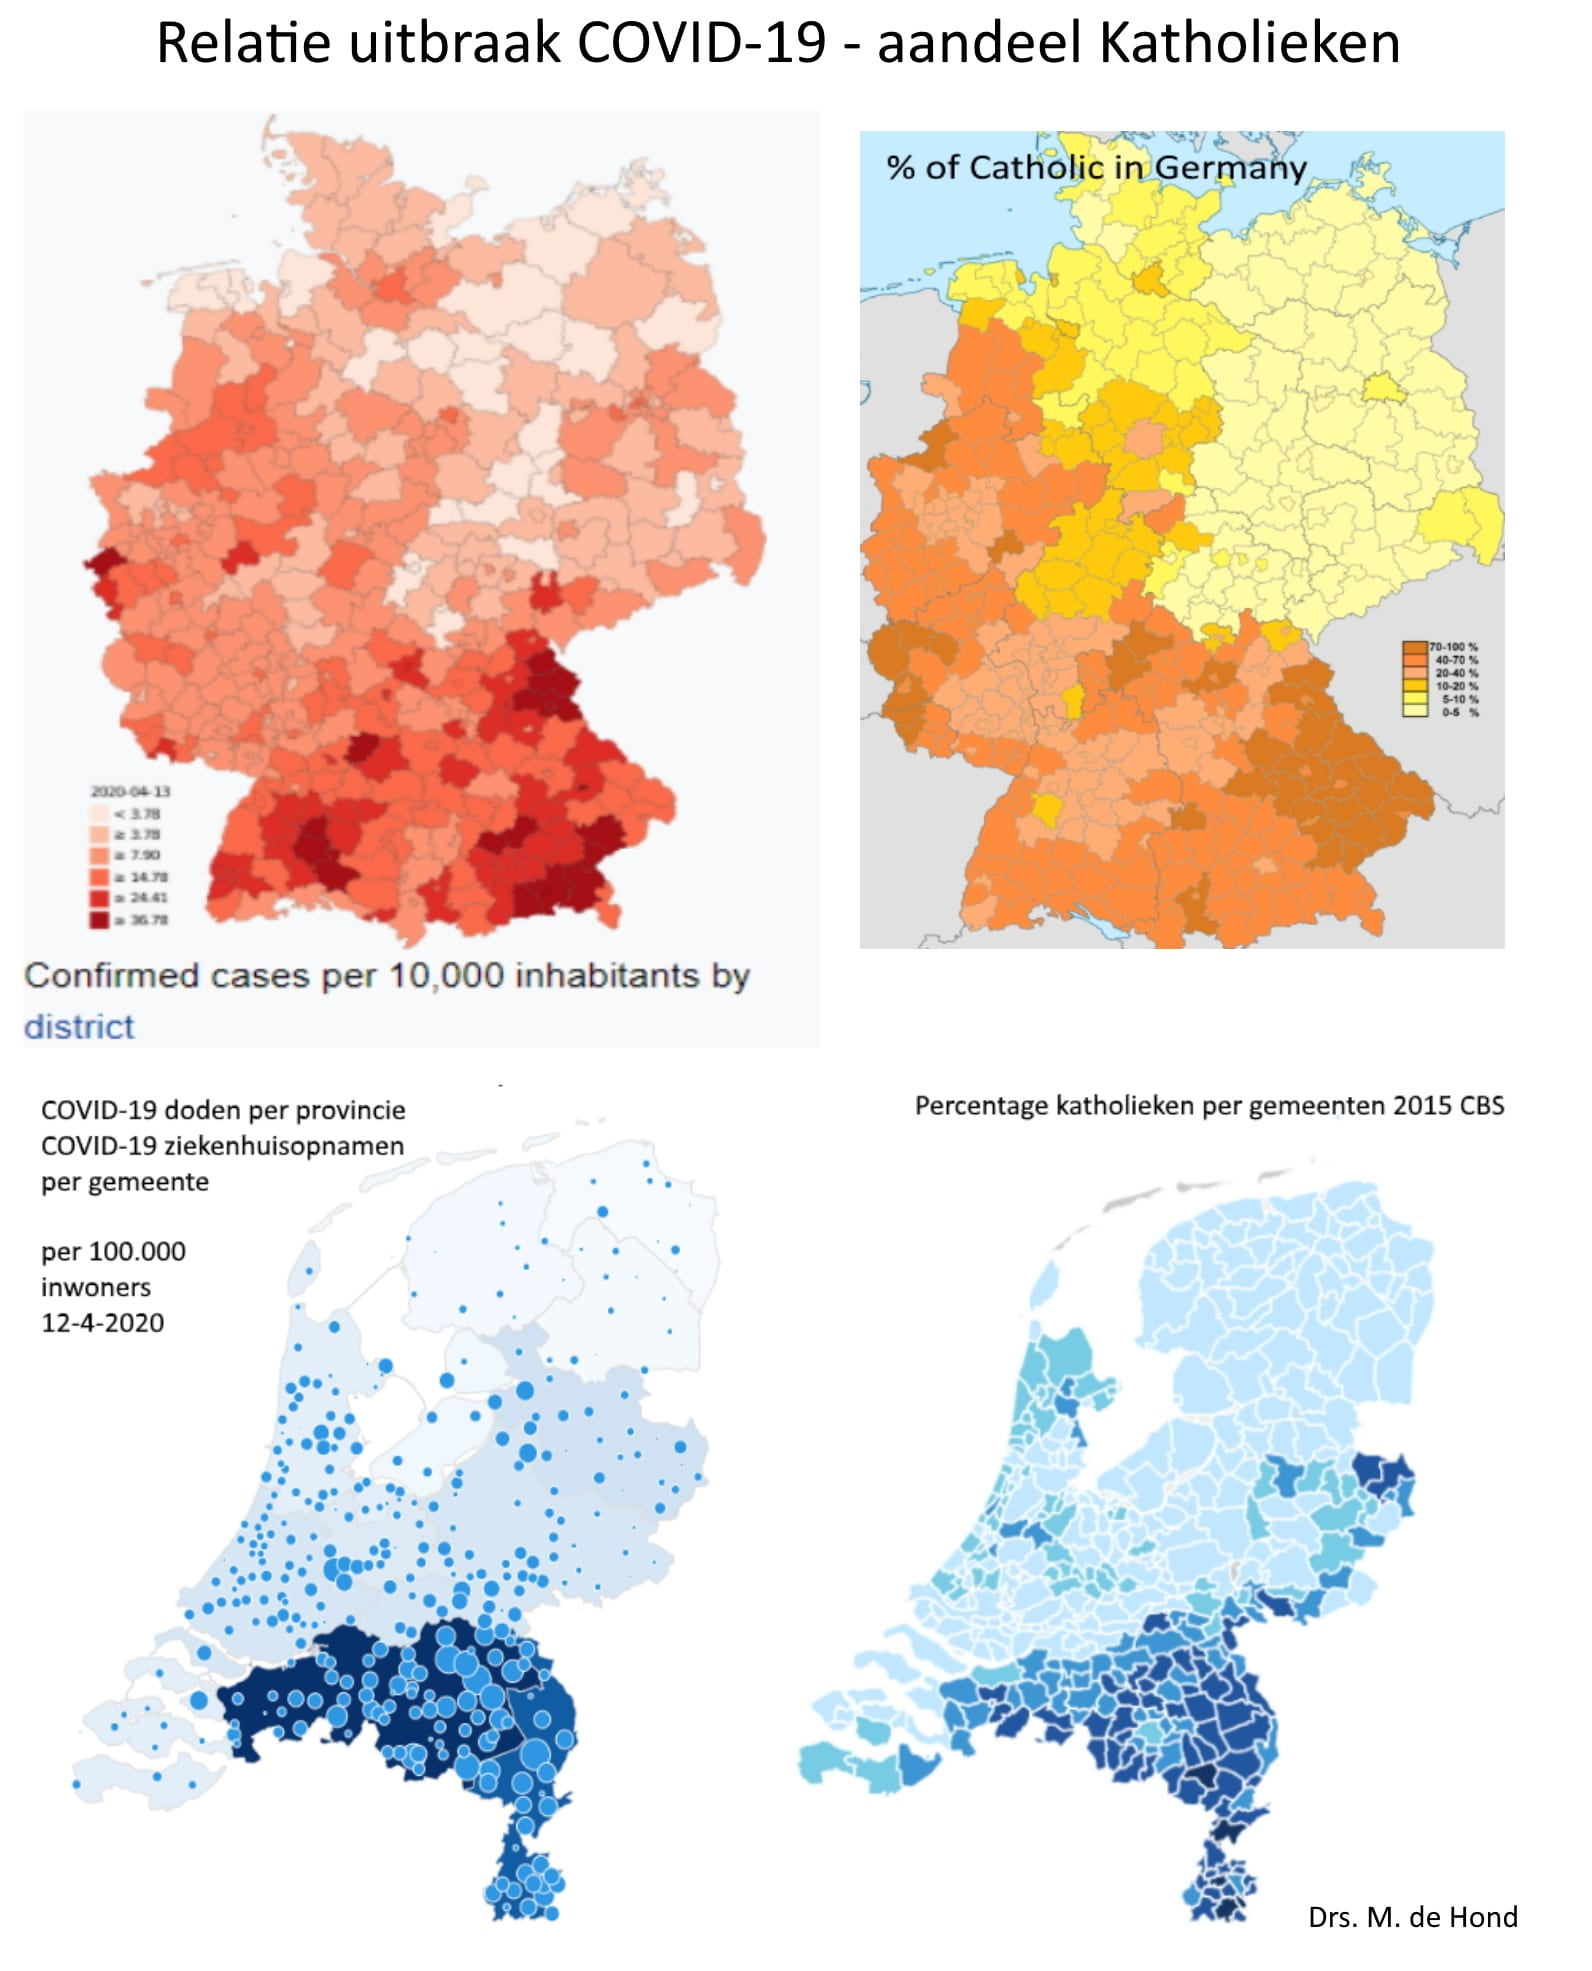 Relatie uitbraak COVID-19 - aandeel Katholieken
% of Catholic in Germany
70-100 %
40-70 %
20-40 %
10-20 %
5-10 %
0-5 %
2020-04-13
< 3.78
≥ 3.78
≥ 7.90
≥ 14.78
≥ 24.41
≥ 36.78
Confirmed cases per 10,000 inhabitants by
district
COVID-19 doden per provincie
COVID-19 ziekenhuisopnamen
per gemeente
per 100.000
inwoners
12-4-2020
Percentage katholieken per gemeenten 2015 CBS
Drs. M. de Hond